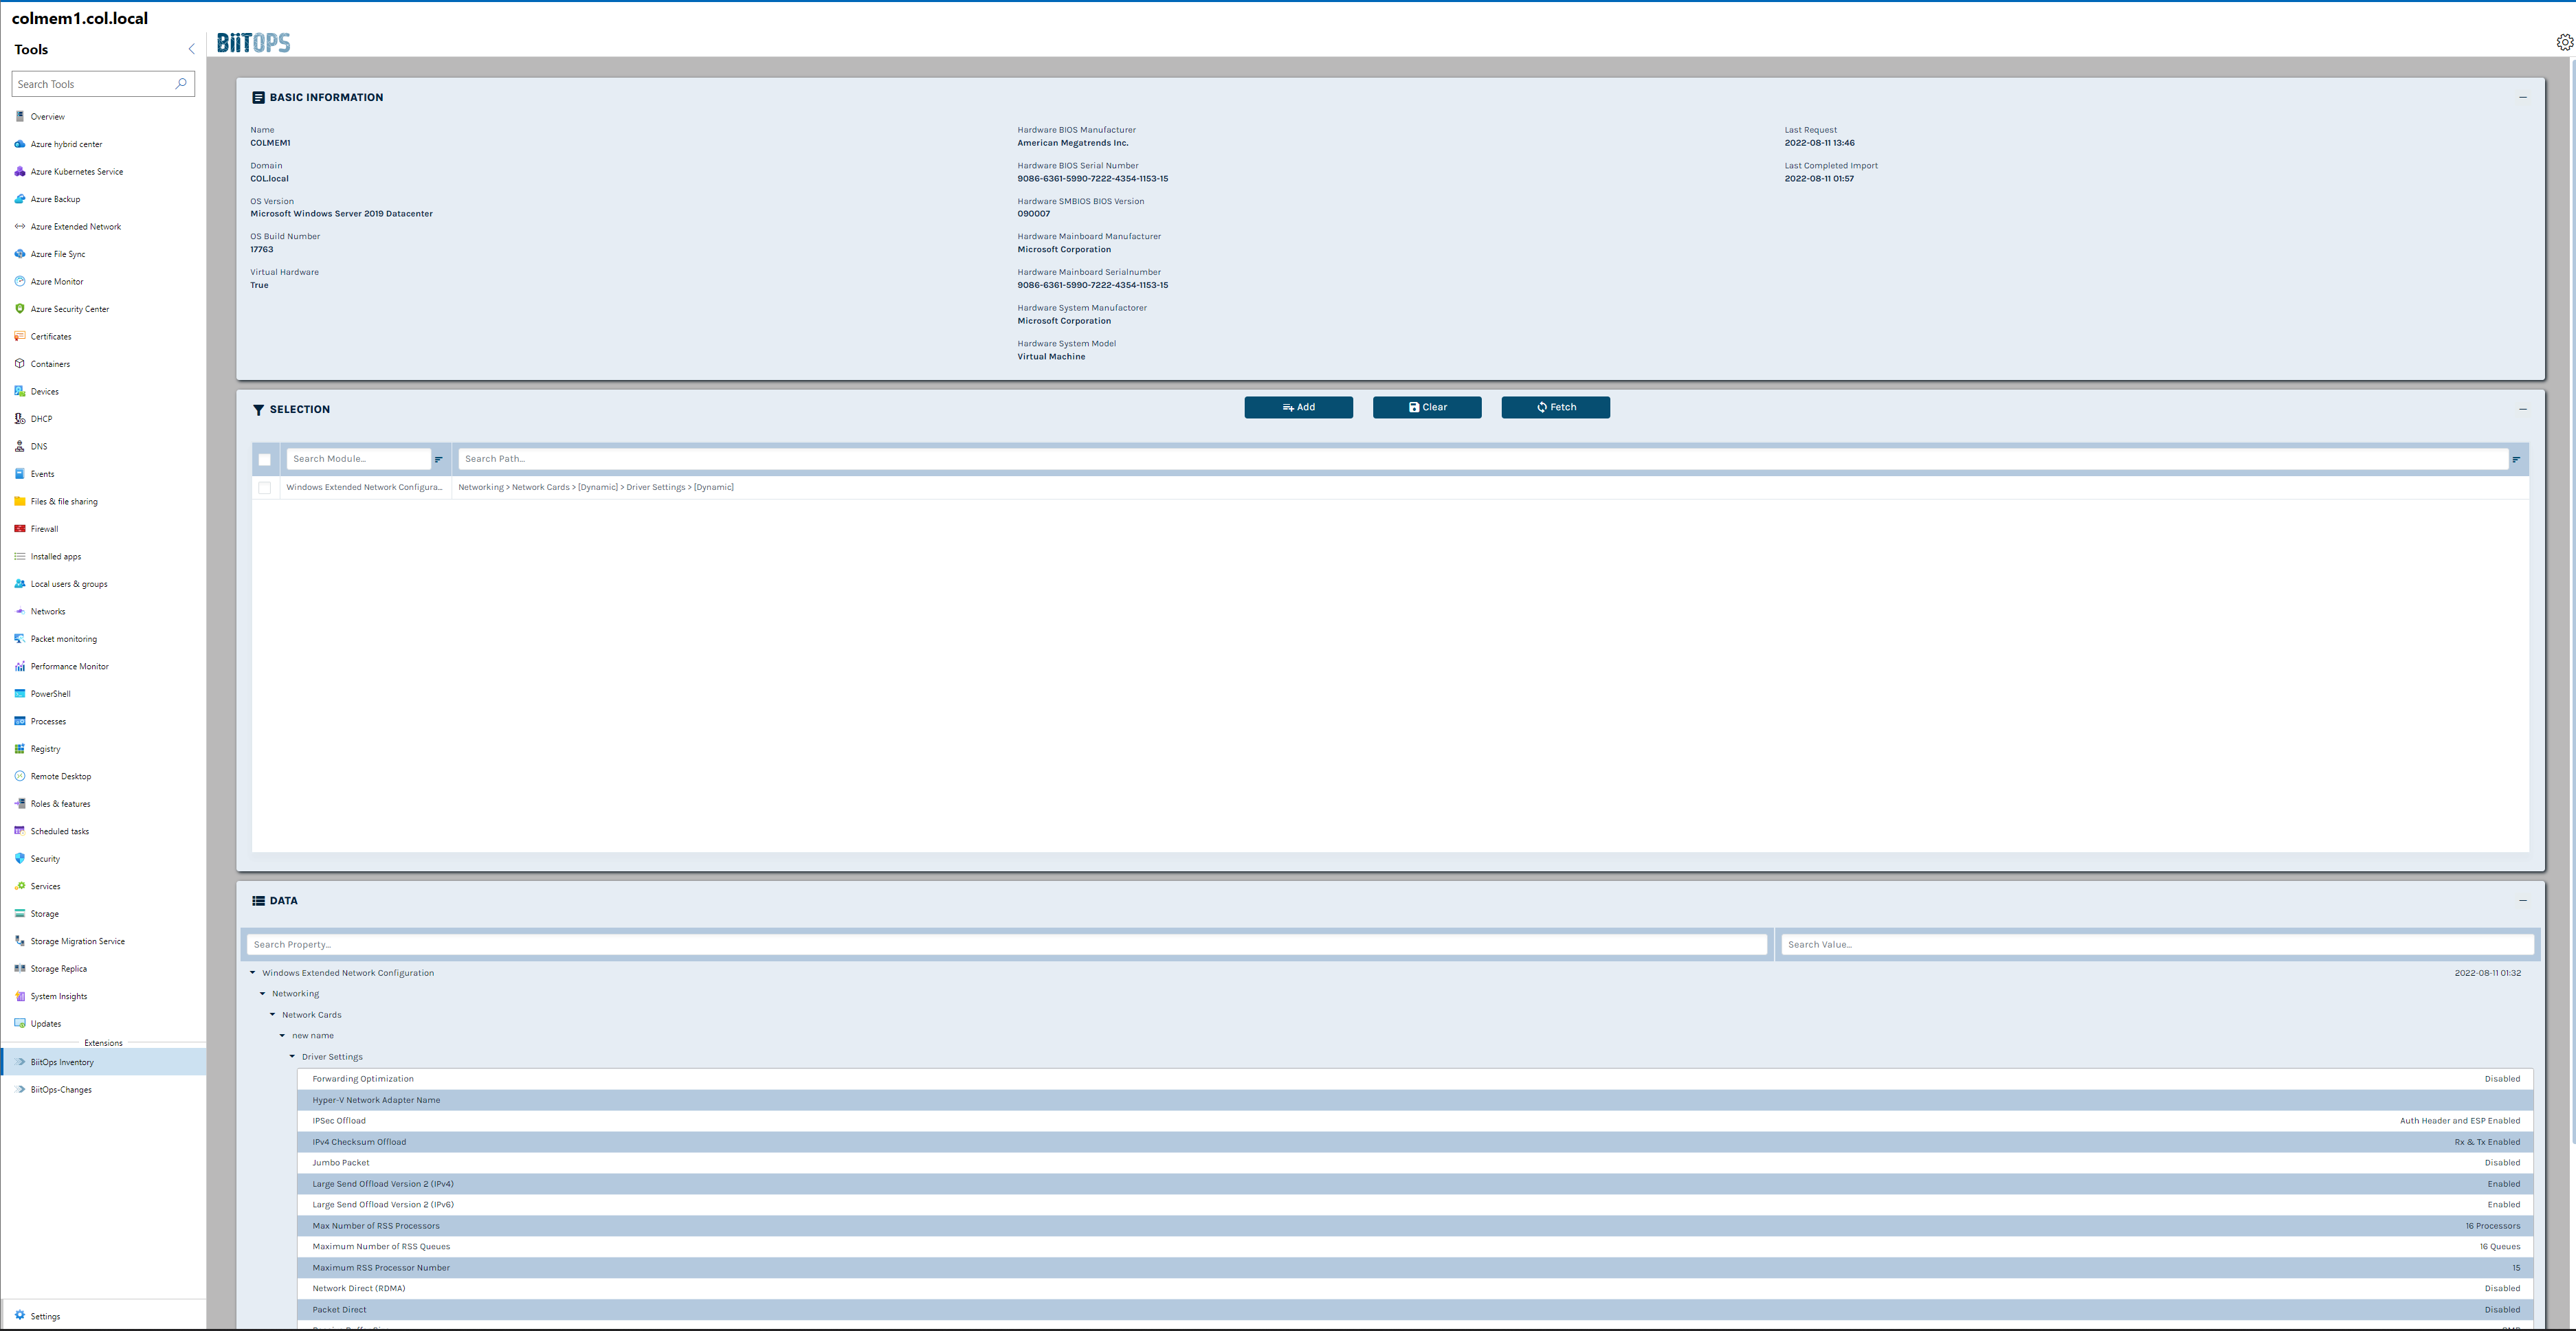 colmem1.col.local
Tools
Search Tools
Overview
Azure hybrid center
Azure Kubernetes Service
Azure Backup
Azure Extended Network
Azure File Sync
Azure Monitor
Azure Security Center
Certificates
Containers
Devices
DHCP
DNS
Events
Files & file sharing
Firewall
Installed apps
Local users & groups
Networks
Packet monitoring
Performance Monitor
PowerShell
Processes
Registry
Remote Desktop
Roles & features
Scheduled tasks
Security
Services
Storage
Storage Migration Service
Storage Replica
System Insights
Updates
Extensions
BiitOps Inventory
BiitOps-Changes
Settings
BiiTOPS
BASIC INFORMATION
Name
COLMEM1
Domain
COL.local
OS Version
Microsoft Windows Server 2019 Datacenter
OS Build Number
17763
Virtual Hardware
True
Hardware BIOS Manufacturer
American Megatrends Inc.
Hardware BIOS Serial Number
9086-6361-5990-7222-4354-1153-15
Hardware SMBIOS BIOS Version
090007
Hardware Mainboard Manufacturer
Microsoft Corporation
Hardware Mainboard Serialnumber
9086-6361-5990-7222-4354-1153-15
Hardware System Manufactorer
Microsoft Corporation
Hardware System Model
Virtual Machine
Last Request
2022-08-11 13:46
Last Completed Import
2022-08-11 01:57
SELECTION
Add
Clear
Fetch
Search Module...
Search Path...
Windows Extended Network Configura...
Networking > Network Cards > [Dynamic] > Driver Settings > [Dynamic]
DATA
Search Property...
Search Value...
Windows Extended Network Configuration 2022-08-11 01:32
Networking
Network Cards
new name
Driver Settings
Forwarding Optimization Disabled
Hyper-V Network Adapter Name
IPSec Offload Auth Header and ESP Enabled
IPv4 Checksum Offload Rx & Tx Enabled
Jumbo Packet Disabled
Large Send Offload Version 2 (IPv4) Enabled
Large Send Offload Version 2 (IPv6) Enabled
Max Number of RSS Processors 16 Processors
Maximum Number of RSS Queues 16 Queues
Maximum RSS Processor Number 15
Network Direct (RDMA) Disabled
Packet Direct Disabled